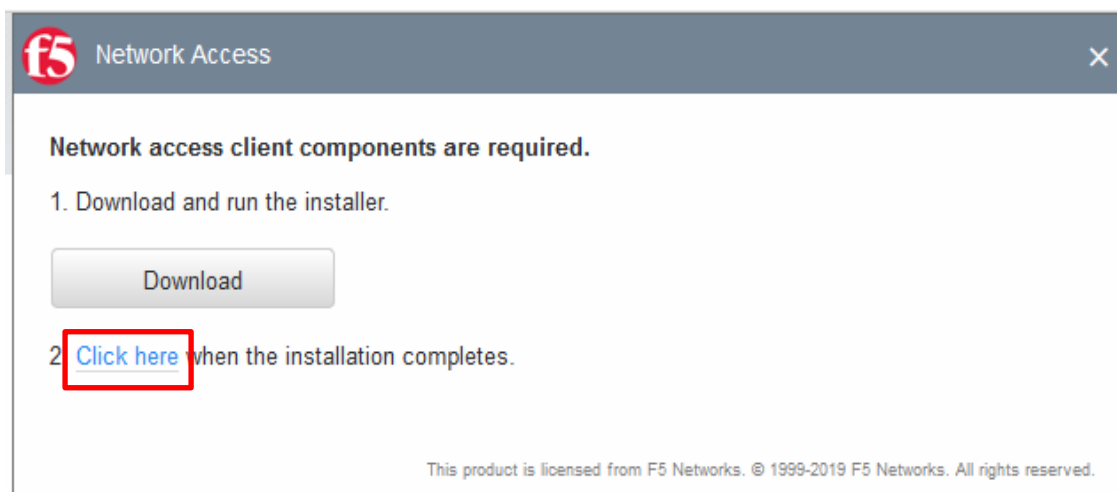 f5 Network Access
Network access client components are required.
1. Download and run the installer.
Download
2 Click here when the installation completes.
This product is licensed from F5 Networks. © 1999-2019 F5 Networks. All rights reserved.